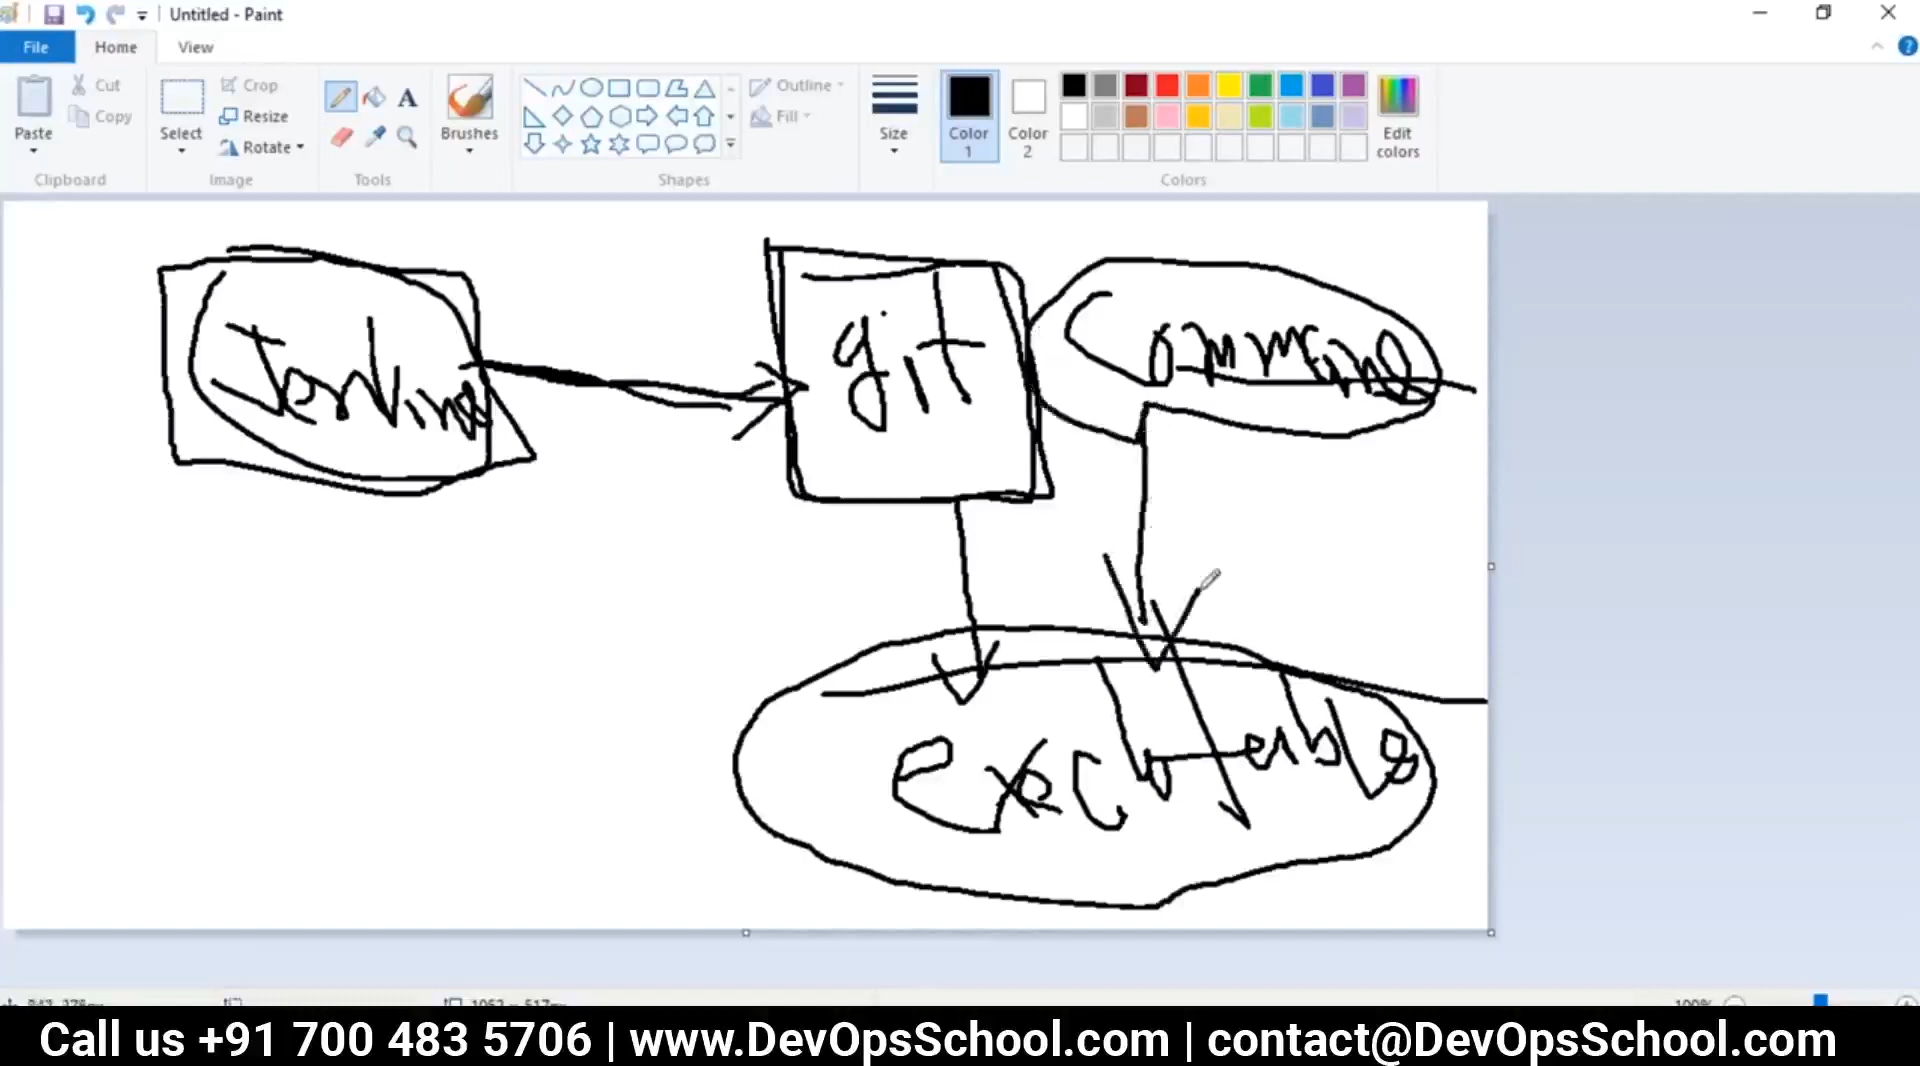 Untitled - Paint
File Home View
Paste Cut Copy Select Crop Resize Rotate Brushes Outline Fill Size Color 1 Color 2 Edit colors
Clipboard Image Tools Shapes Colors
Jenkins git Command
executable
100%
Call us +91 700 483 5706 | www.DevOpsSchool.com | contact@DevOpsSchool.com